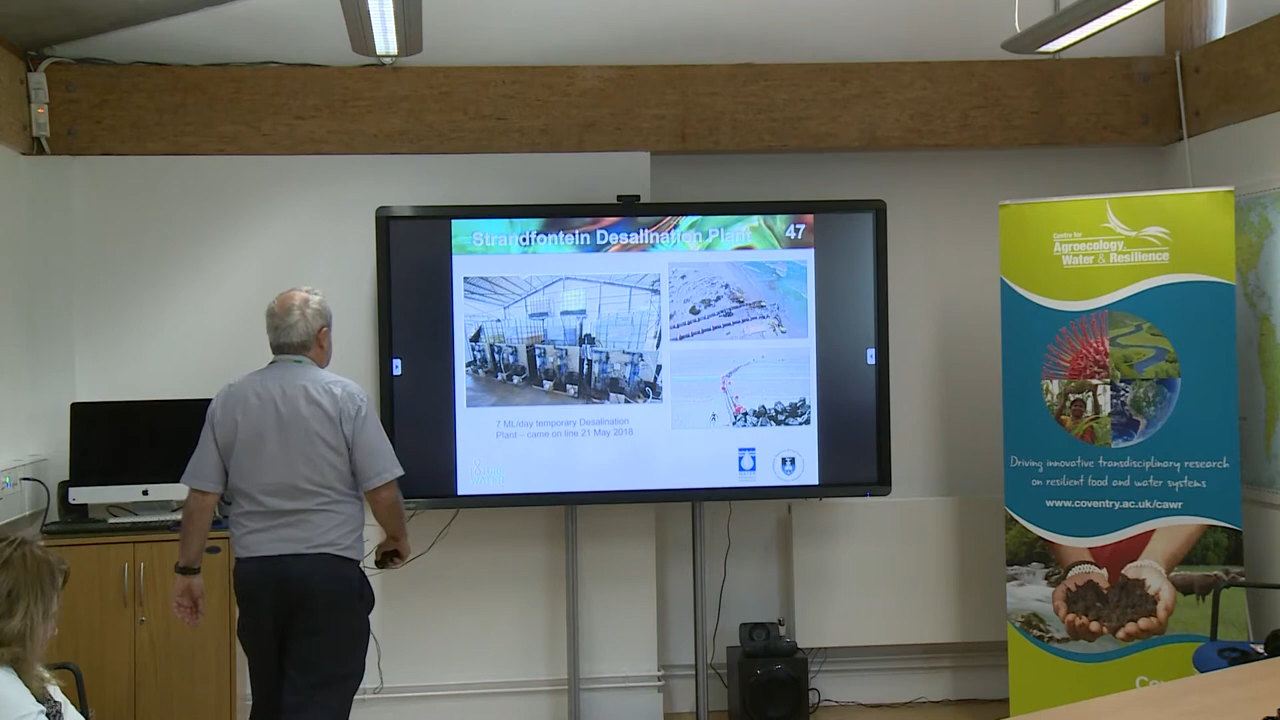 Strandfontein Desalination Plant
47
7 ML/day temporary Desalination
Plant – came on line 21 May 2018
WATER
Centre for
Agroecology,
Water & Resilience
Driving innovative transdisciplinary research
on resilient food and water systems
www.coventry.ac.uk/cawr